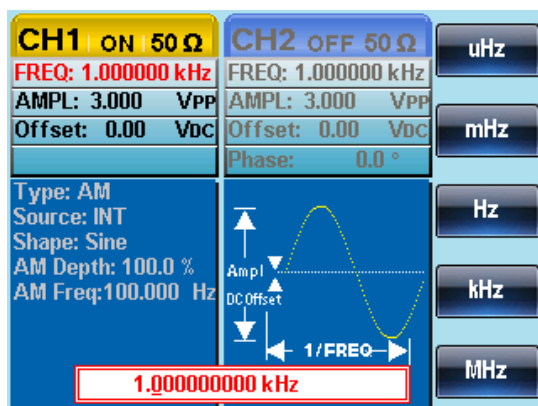 CH1 ON 50 Ω
FREQ: 1.000000 kHz
AMPL: 3.000 VPP
Offset: 0.00 VDC
CH2 OFF 50 Ω
FREQ: 1.000000 kHz
AMPL: 3.000 VPP
Offset: 0.00 VDC
Phase: 0.0 °
Type: AM
Source: INT
Shape: Sine
AM Depth: 100.0 %
AM Freq:100.000 Hz
Ampl
DC Offset
1/FREQ
1.000000000 kHz
uHz
mHz
Hz
kHz
MHz